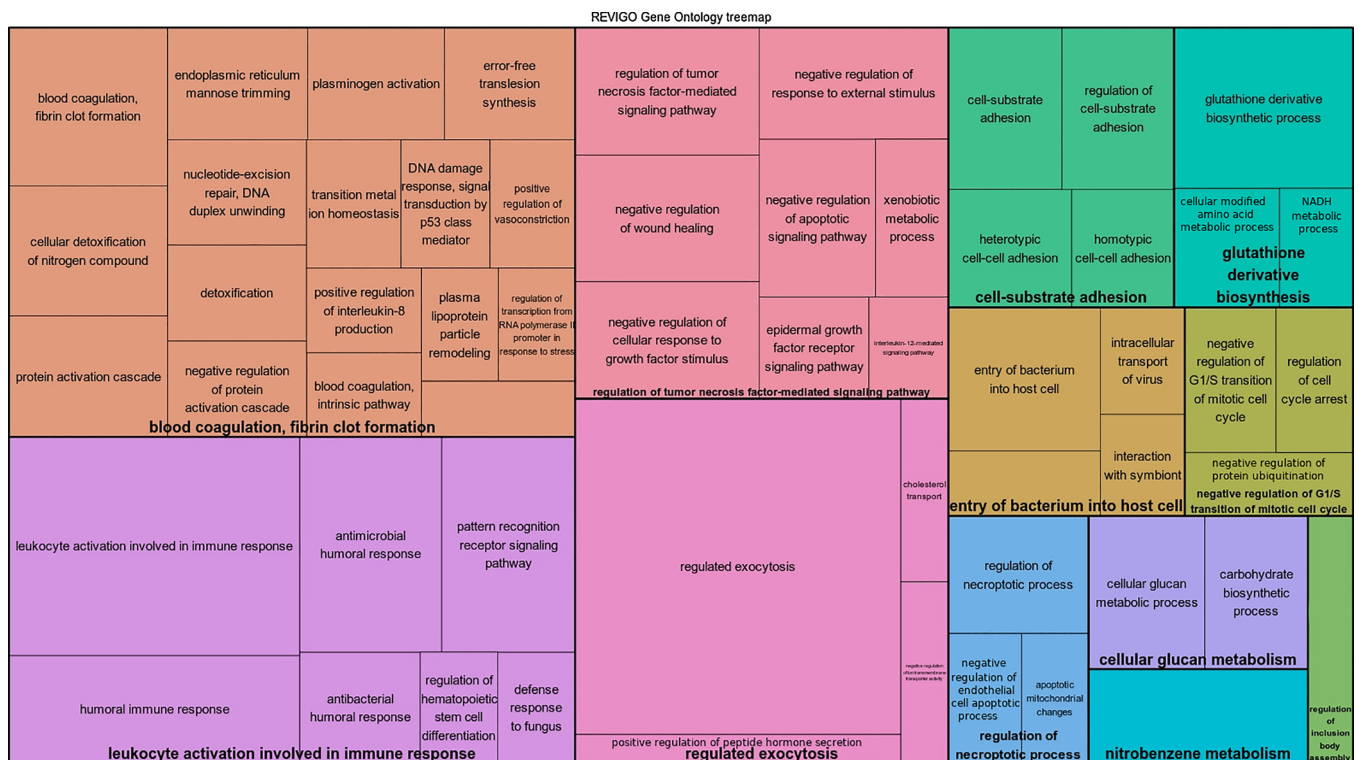 REVIGO Gene Ontology treemap
blood coagulation,
fibrin clot formation
endoplasmic reticulum
mannose trimming
plasminogen activation
error-free
translesion
synthesis
cellular detoxification
of nitrogen compound
protein activation cascade
nucleotide-excision
repair, DNA
duplex unwinding
transition metal
ion homeostasis
DNA damage
response, signal
transduction by
p53 class
mediator
positive
regulation of
vasoconstriction
detoxification
positive regulation
of interleukin-8
production
plasma
lipoprotein
particle
remodeling
regulation of
transcription from
RNA polymerase II
promoter in
response to stress
negative regulation
of protein
activation cascade
blood coagulation,
intrinsic pathway
blood coagulation, fibrin clot formation
leukocyte activation involved in immune response
antimicrobial
humoral response
pattern recognition
receptor signaling
pathway
humoral immune response
antibacterial
humoral response
regulation of
hematopoietic
stem cell
differentiation
defense
response
to fungus
leukocyte activation involved in immune response
regulation of tumor
necrosis factor-mediated
signaling pathway
negative regulation of
response to external stimulus
negative regulation
of wound healing
negative regulation
of apoptotic
signaling pathway
xenobiotic
metabolic
process
negative regulation of
cellular response to
growth factor stimulus
epidermal growth
factor receptor
signaling pathway
interleukin-12-mediated
signaling pathway
regulation of tumor necrosis factor-mediated signaling pathway
regulated exocytosis
cholesterol
transport
negative regulation
of ion transmembrane
transporter activity
positive regulation of peptide hormone secretion
regulated exocytosis
cell-substrate
adhesion
regulation of
cell-substrate
adhesion
heterotypic
cell-cell adhesion
homotypic
cell-cell adhesion
cell-substrate adhesion
glutathione derivative
biosynthetic process
cellular modified
amino acid
metabolic process
NADH
metabolic
process
glutathione
derivative
biosynthesis
entry of bacterium
into host cell
intracellular
transport
of virus
interaction
with symbiont
entry of bacterium into host cell
negative
regulation of
G1/S transition
of mitotic cell
cycle
regulation
of cell
cycle arrest
negative regulation of
protein ubiquitination
negative regulation of G1/S
transition of mitotic cell cycle
regulation of
necroptotic process
negative
regulation of
endothelial
cell apoptotic
process
apoptotic
mitochondrial
changes
regulation of
necroptotic process
cellular glucan
metabolic process
carbohydrate
biosynthetic
process
cellular glucan metabolism
nitrobenzene metabolism
regulation
of
inclusion
body
assembly